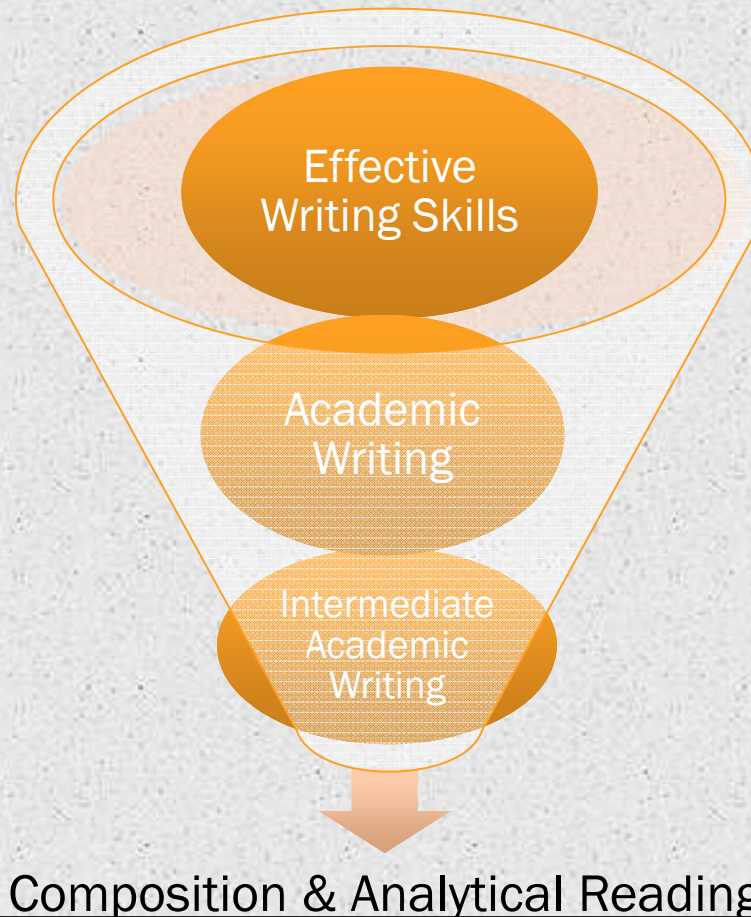 Effective
Writing Skills
Academic
Writing
Intermediate
Academic
Writing
Composition & Analytical Reading